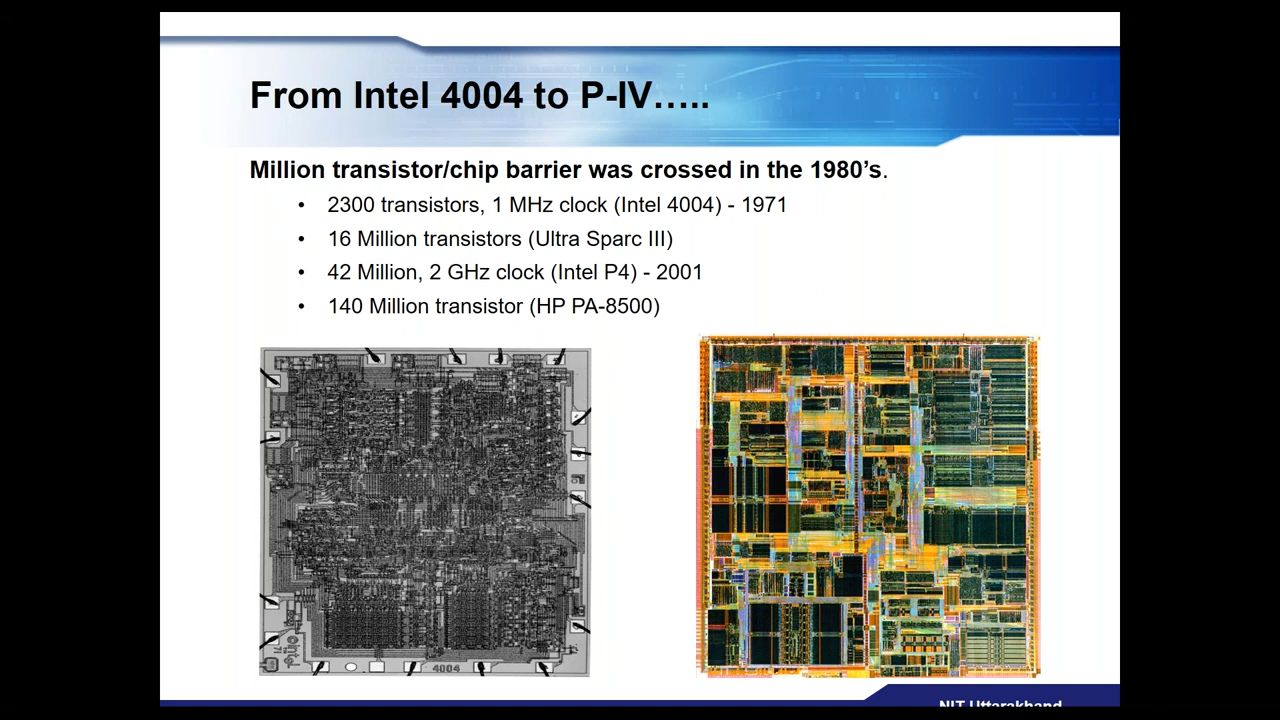 From Intel 4004 to P-IV…..
Million transistor/chip barrier was crossed in the 1980’s.
• 2300 transistors, 1 MHz clock (Intel 4004) - 1971
• 16 Million transistors (Ultra Sparc III)
• 42 Million, 2 GHz clock (Intel P4) - 2001
• 140 Million transistor (HP PA-8500)
intel
4004
NIT Uttarakhand